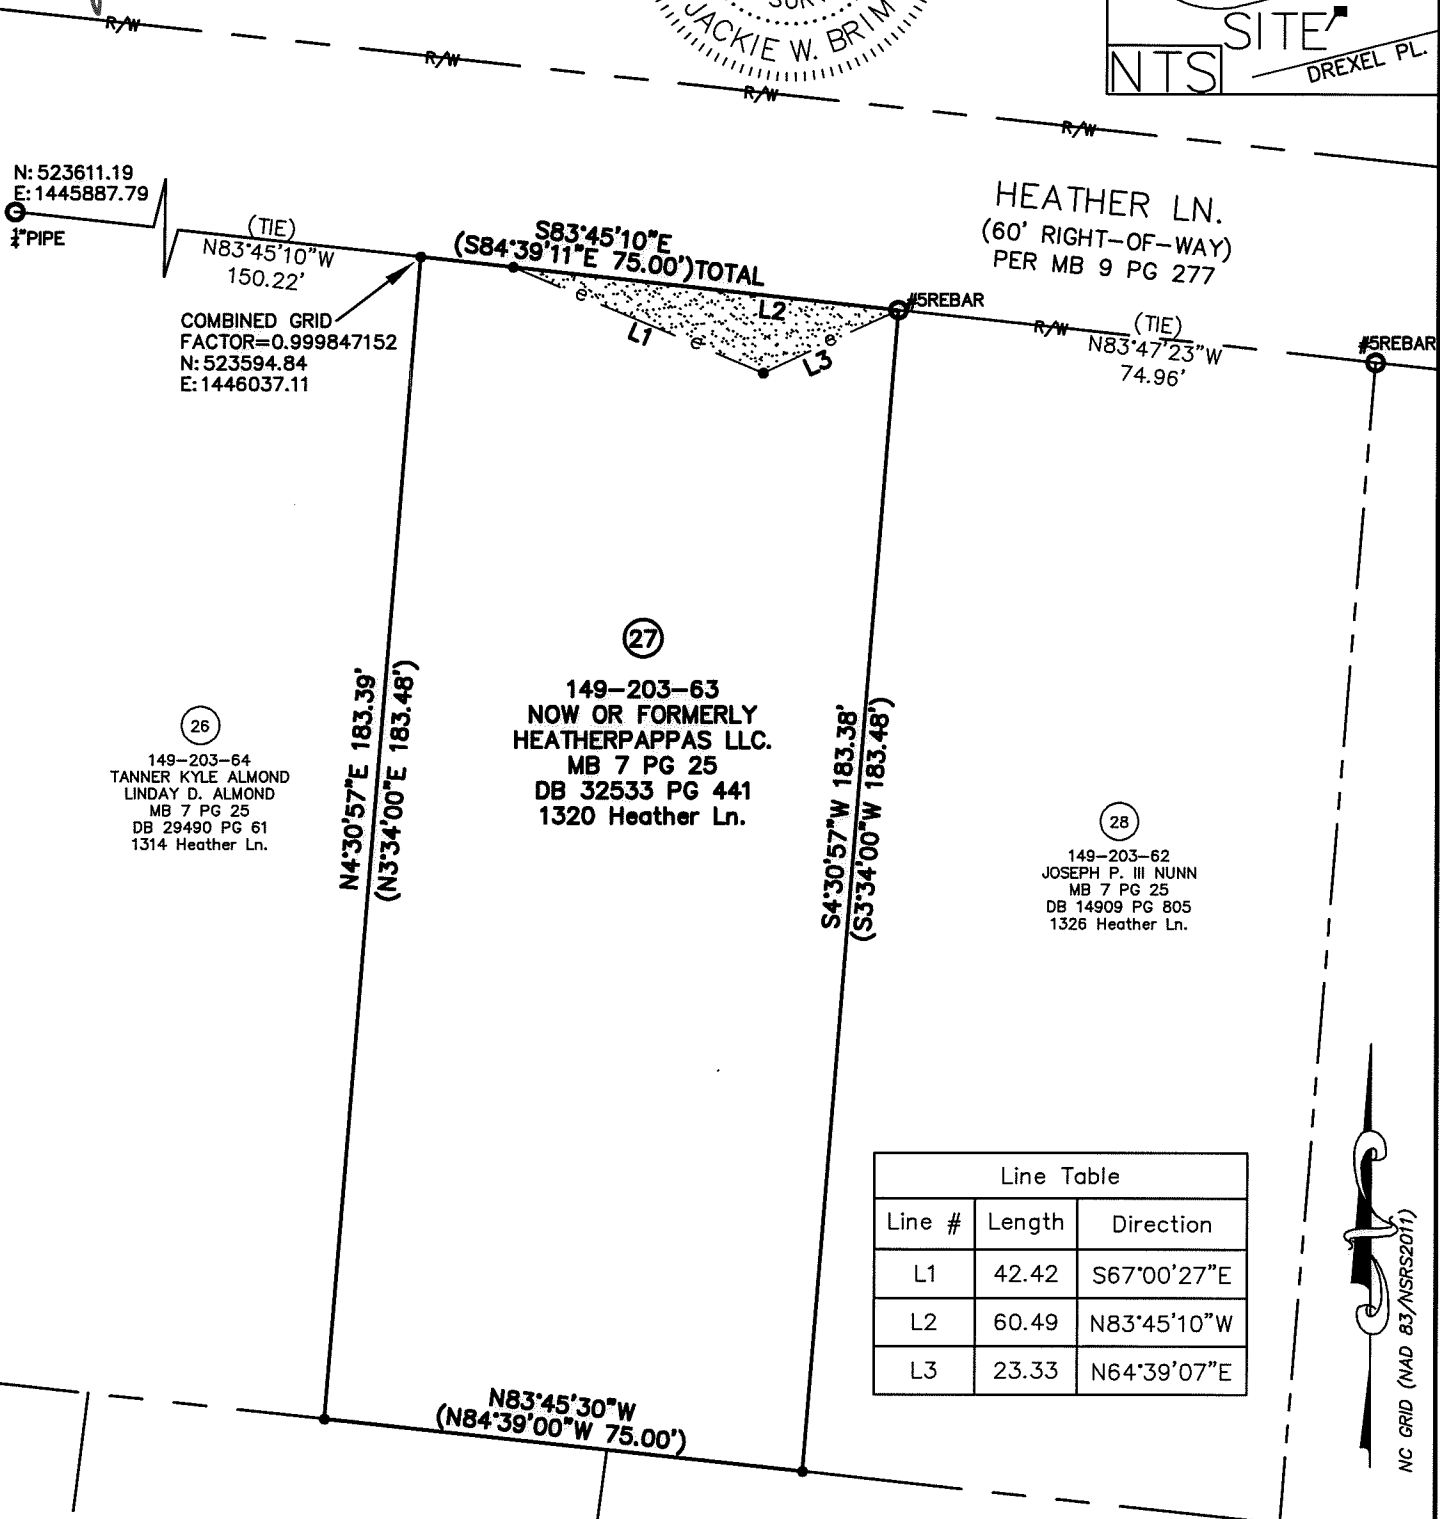 SURV
JACKIE W. BRIM
SITE
DREXEL PL.
NTS
R/W
R/W
R/W
R/W
N: 523611.19
E: 1445887.79
PIPE
(TIE)
N83°45'10"W
150.22'
S83°45'10"E
(S84°39'11"E 75.00')TOTAL
HEATHER LN.
(60' RIGHT-OF-WAY)
PER MB 9 PG 277
COMBINED GRID
FACTOR=0.999847152
N: 523594.84
E: 1446037.11
e
L1
e
L2
L3
e
#5REBAR
R/W
(TIE)
N83°47'23"W
74.96'
#5REBAR
27
149-203-63
NOW OR FORMERLY
HEATHERPAPPAS LLC.
MB 7 PG 25
DB 32533 PG 441
1320 Heather Ln.
N4°30'57"E 183.39'
(N3°34'00"E 183.48')
S4°30'57"W 183.38'
(S3°34'00"W 183.48')
26
149-203-64
TANNER KYLE ALMOND
LINDAY D. ALMOND
MB 7 PG 25
DB 29490 PG 61
1314 Heather Ln.
28
149-203-62
JOSEPH P. III NUNN
MB 7 PG 25
DB 14909 PG 805
1326 Heather Ln.
Line Table
Line # Length Direction
L1 42.42 S67°00'27"E
L2 60.49 N83°45'10"W
L3 23.33 N64°39'07"E
N83°45'30"W
(N84°39'00"W 75.00')
NC GRID (NAD 83/NSRS2011)